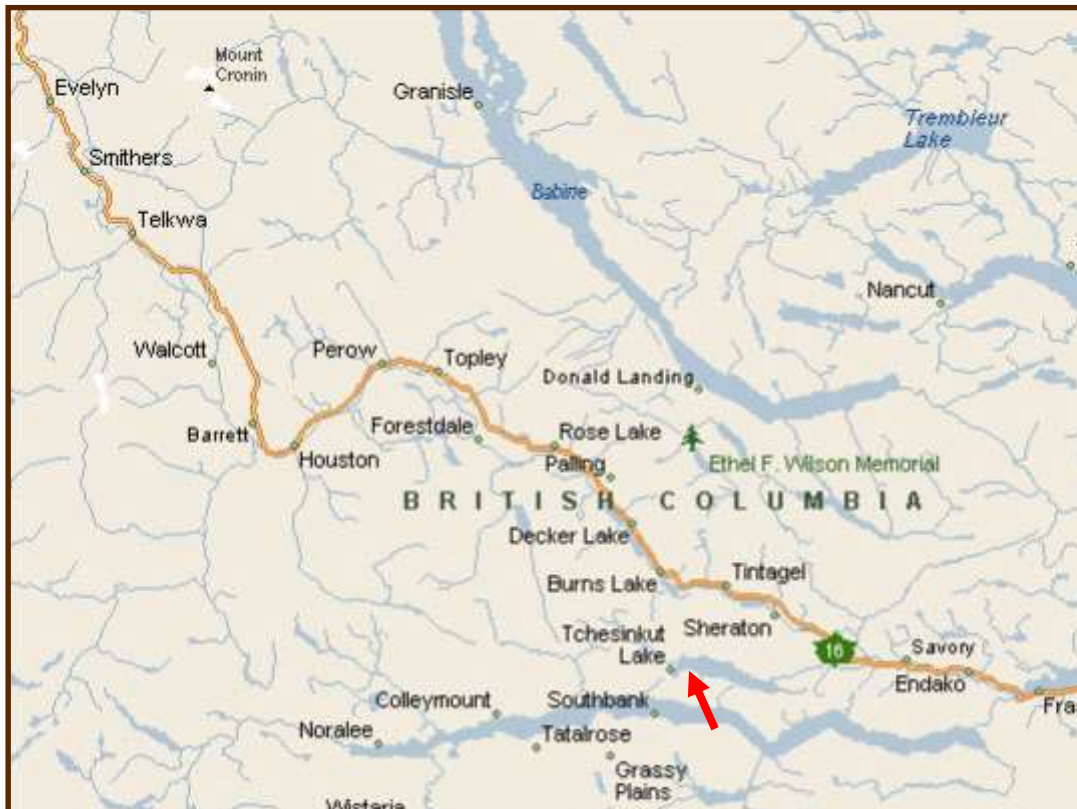 Mount
Cronin
Evelyn
Granisle
Trembleur
Lake
Smithers
Babine
Telkwa
Nancut
Walcott
Perow
Topley
Donald Landing
Barrett
Forestdale
Rose Lake
Houston
Palling
Ethel F. Wilson Memorial
BRITISH COLUMBIA
Decker Lake
Burns Lake
Tintagel
Sheraton
Tchesinkut
Lake
16
Savory
Endako
Colleymount
Southbank
Fras
Noralee
Tatalrose
Grassy
Plains
Wistaria